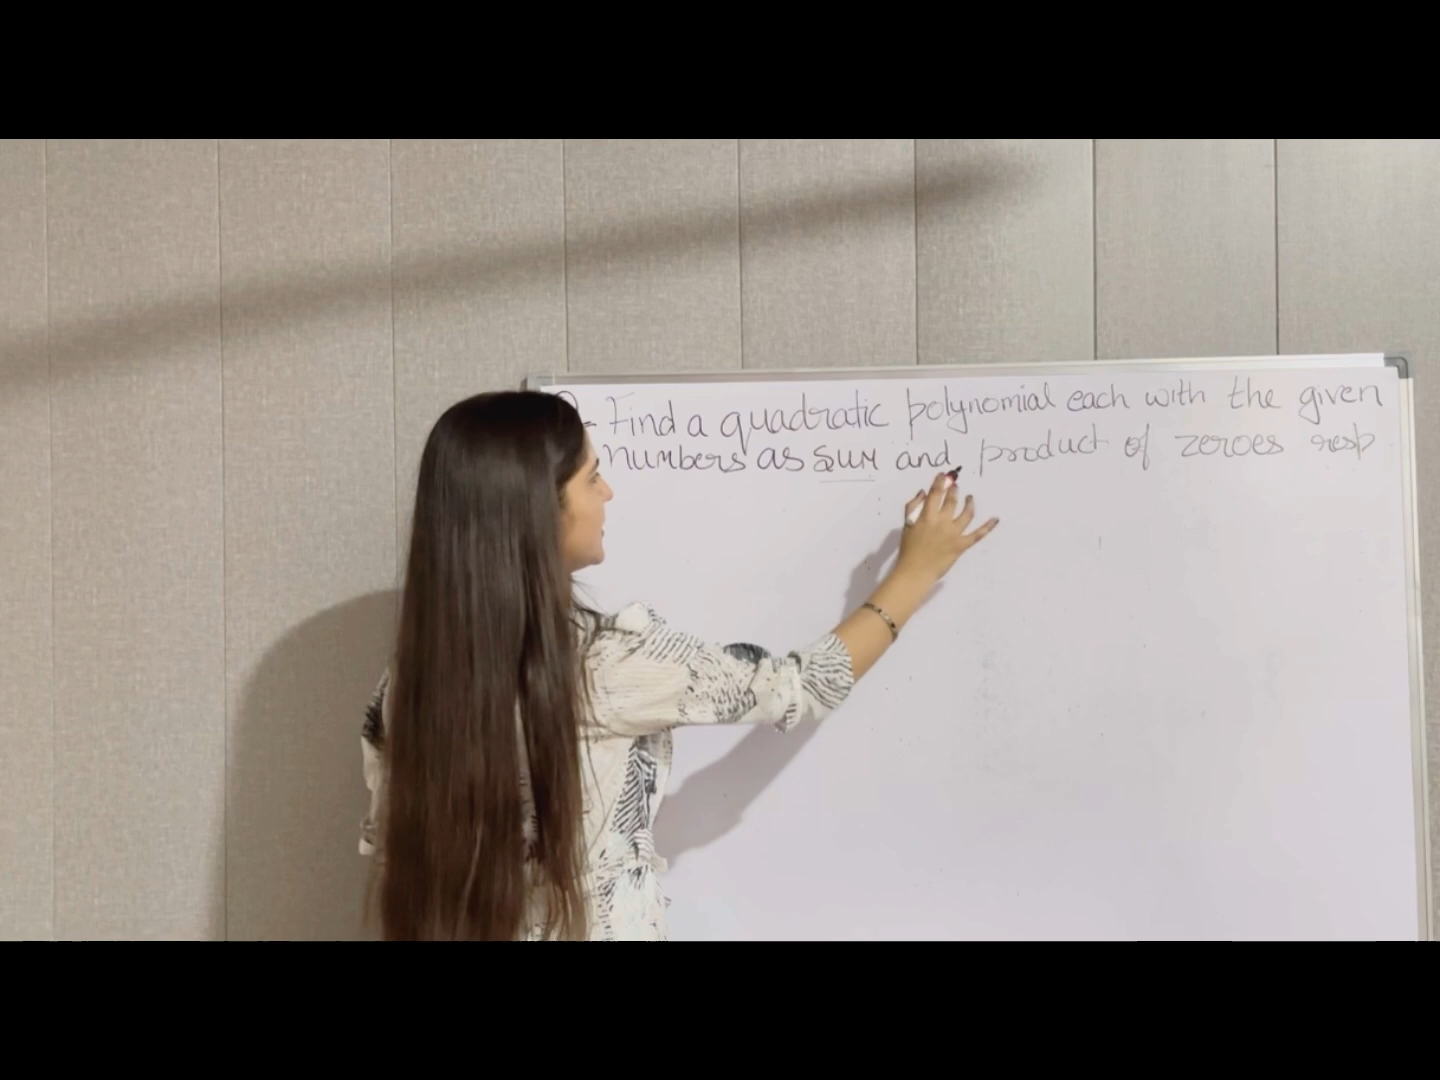 - Find a quadratic polynomial each with the given
numbers as sum and product of zeroes resp